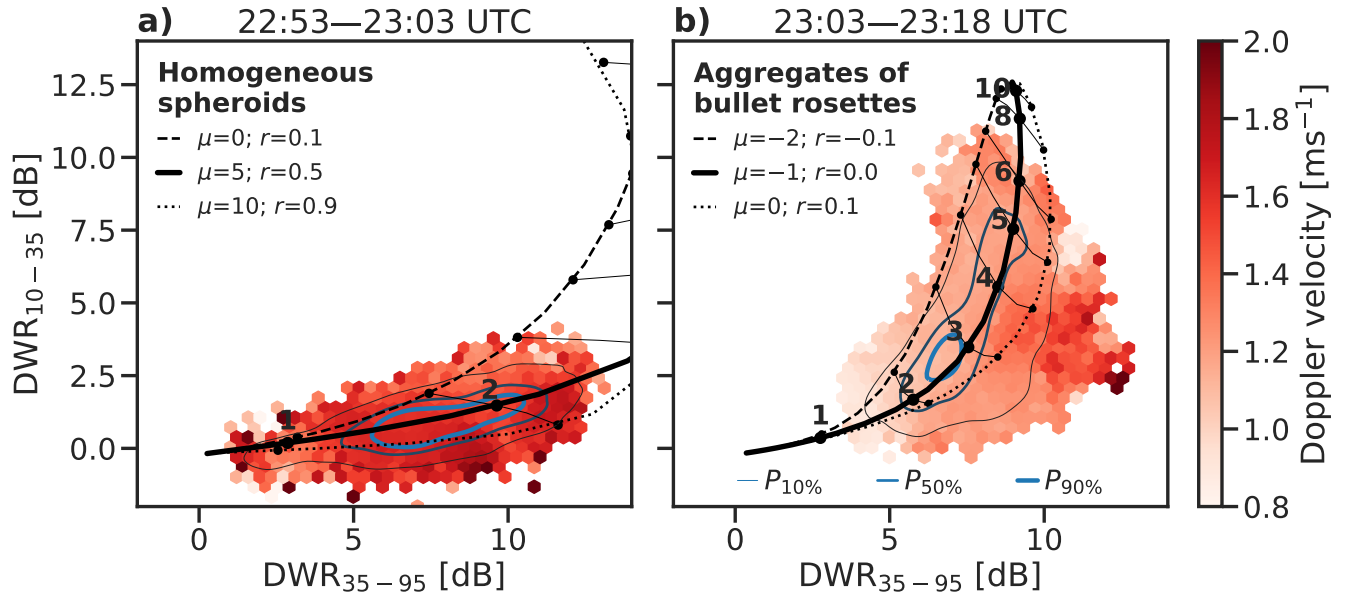 a) 22:53—23:03 UTC
Homogeneous
spheroids
μ=0; r=0.1
μ=5; r=0.5
μ=10; r=0.9
12.5
10.0
7.5
5.0
2.5
0.0
DWR10−35 [dB]
1
2
0
5
10
DWR35−95 [dB]
b) 23:03—23:18 UTC
Aggregates of
bullet rosettes
μ=−2; r=−0.1
μ=−1; r=0.0
μ=0; r=0.1
10
8
6
5
4
3
2
1
P10% P50% P90%
0
5
10
DWR35−95 [dB]
2.0
1.8
1.6
1.4
1.2
1.0
0.8
Doppler velocity [ms−1]